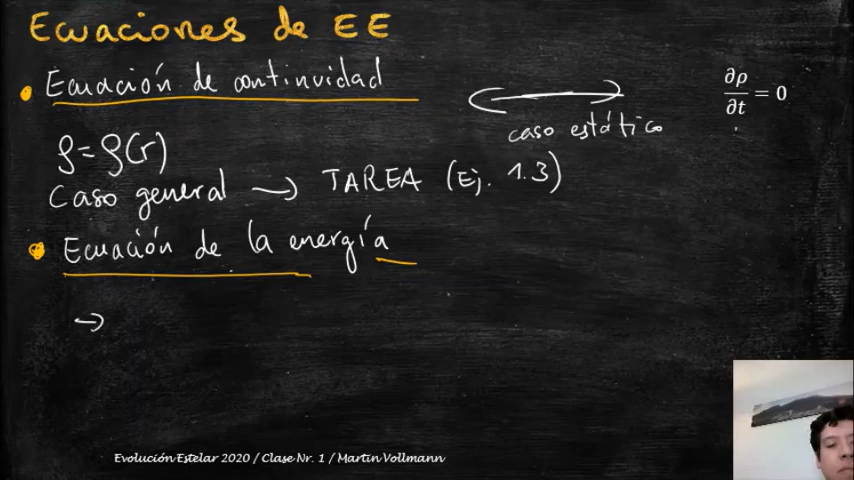 Ecuaciones de EE
• Ecuación de continuidad
∂ρ/∂t = 0
caso estático
ρ = ρ(r)
Caso general → TAREA (Ej. 1.3)
• Ecuación de la energía
→
Evolución Estelar 2020 / Clase Nr. 1 / Martin Vollmann